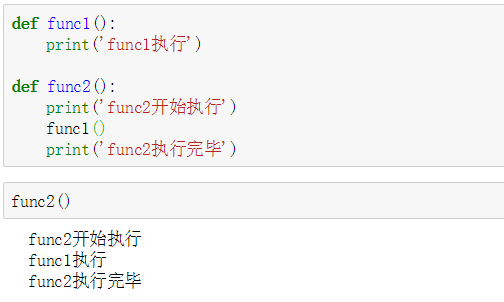 def func1():
    print('func1执行')

def func2():
    print('func2开始执行')
    func1()
    print('func2执行完毕')

func2()

func2开始执行
func1执行
func2执行完毕